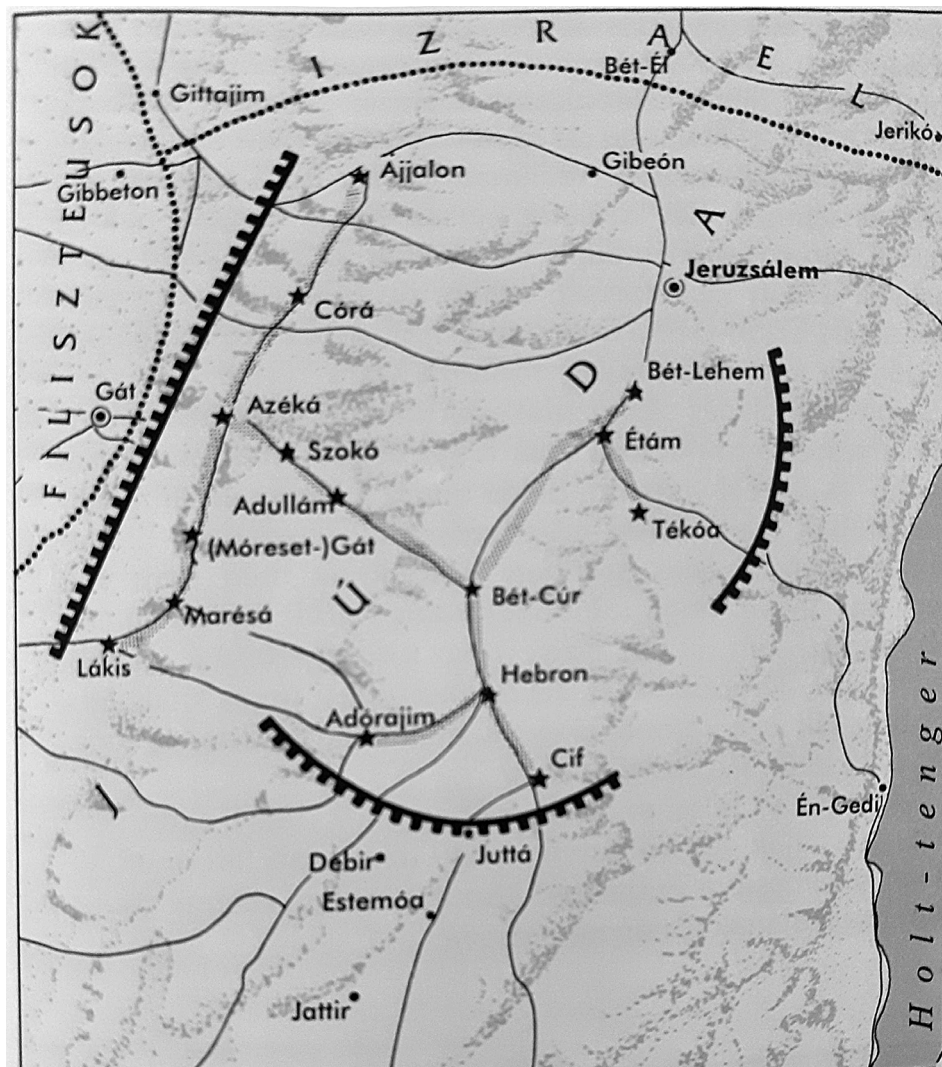 IZRAEL
FILISZTEUSOK
Bét-Él
Gittajim
Jerikó
Ajjalon
Gibeón
Gibbeton
JÚDA
Jeruzsálem
Córá
Bét-Lehem
Gát
Azéká
Étám
Szokó
Adullám
Tékóa
(Móreset-)Gát
Bét-Cúr
Marésá
Lákis
Hebron
Adórajim
Cif
Én-Gedi
Juttá
Debir
Estemóa
Jattir
Holt-tenger